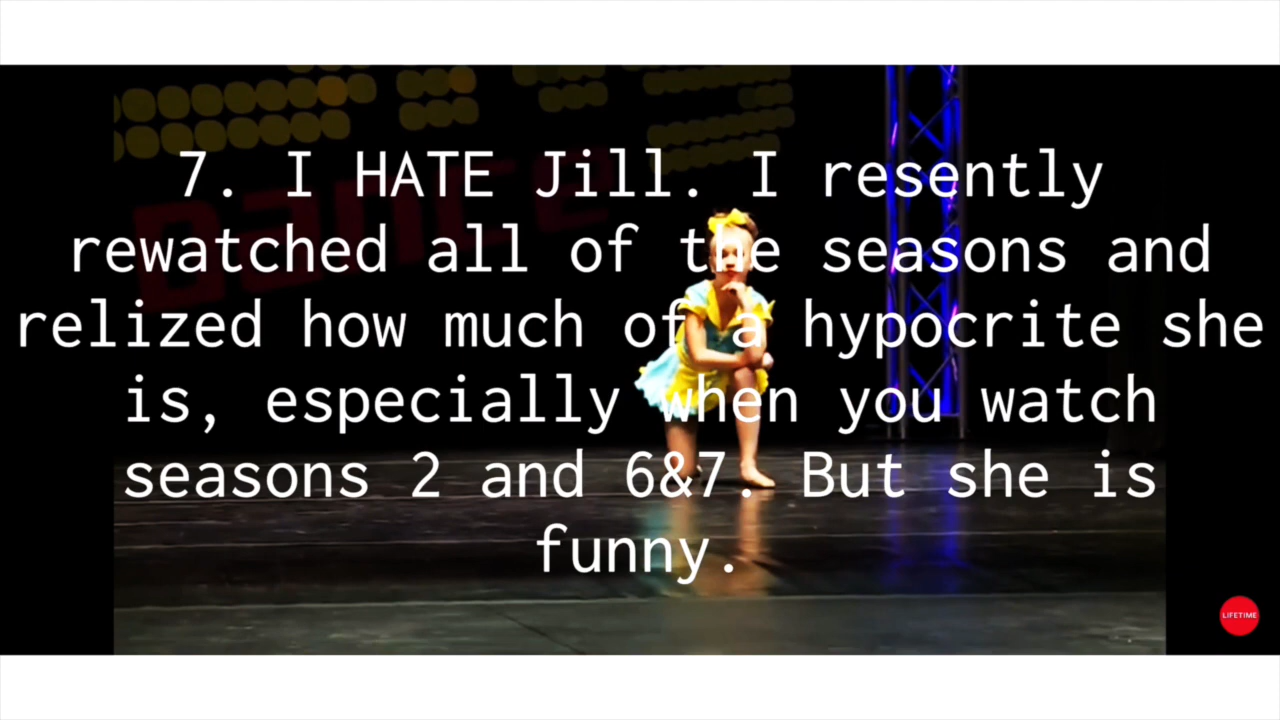 7. I HATE Jill. I resently
rewatched all of the seasons and
relized how much of a hypocrite she
is, especially when you watch
seasons 2 and 6&7. But she is
funny.
DANCE
LIFETIME